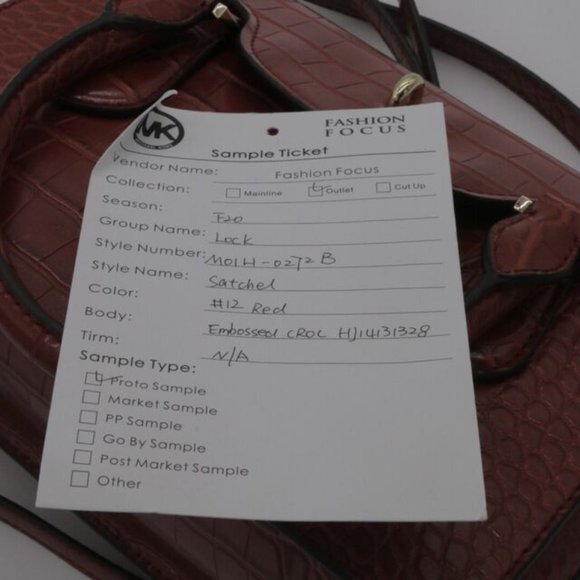 MK
FASHION
FOCUS
Sample Ticket
Vendor Name: Fashion Focus
Collection: Mainline Outlet Cut Up
Season: F20
Group Name: Lock
Style Number: M01H-0272B
Style Name: Satchel
Color: #12 Red
Body: Embossed CROC HJ14131328
Tirm: N/A
Sample Type:
Proto Sample
Market Sample
PP Sample
Go By Sample
Post Market Sample
Other